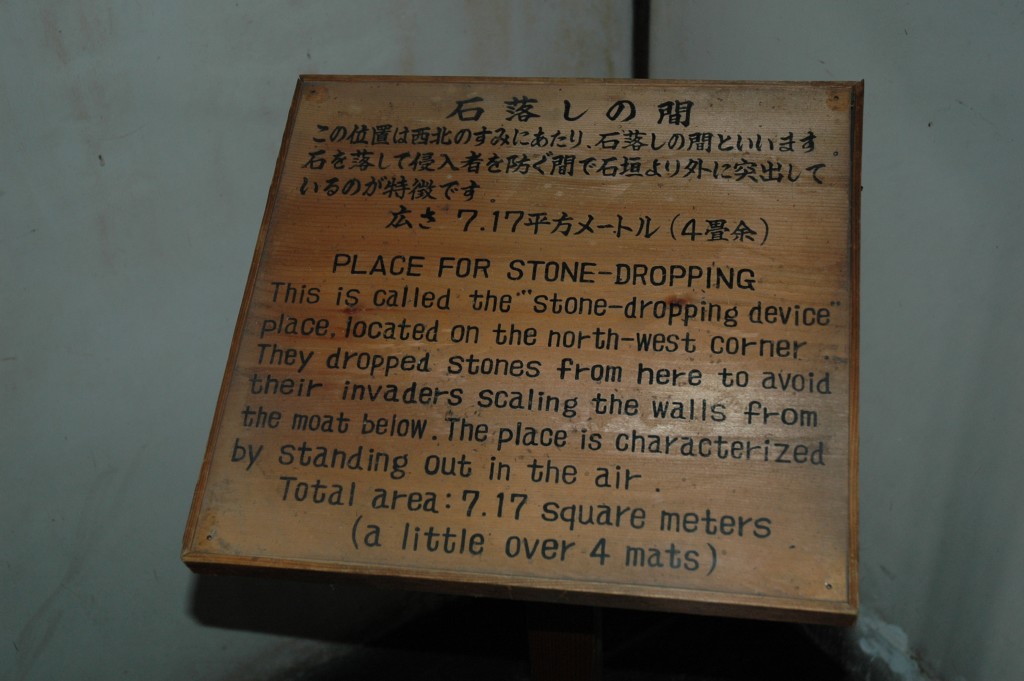 石落しの間
この位置は西北のすみにあたり、石落しの間といいます。
石を落して侵入者を防ぐ間で石垣より外に突出して
いるのが特徴です。
広さ 7.17平方メートル(4畳余)
PLACE FOR STONE-DROPPING
This is called the "stone-dropping device"
place, located on the north-west corner.
They dropped stones from here to avoid
their invaders scaling the walls from
the moat below. The place is characterized
by standing out in the air.
Total area: 7.17 square meters
(a little over 4 mats)